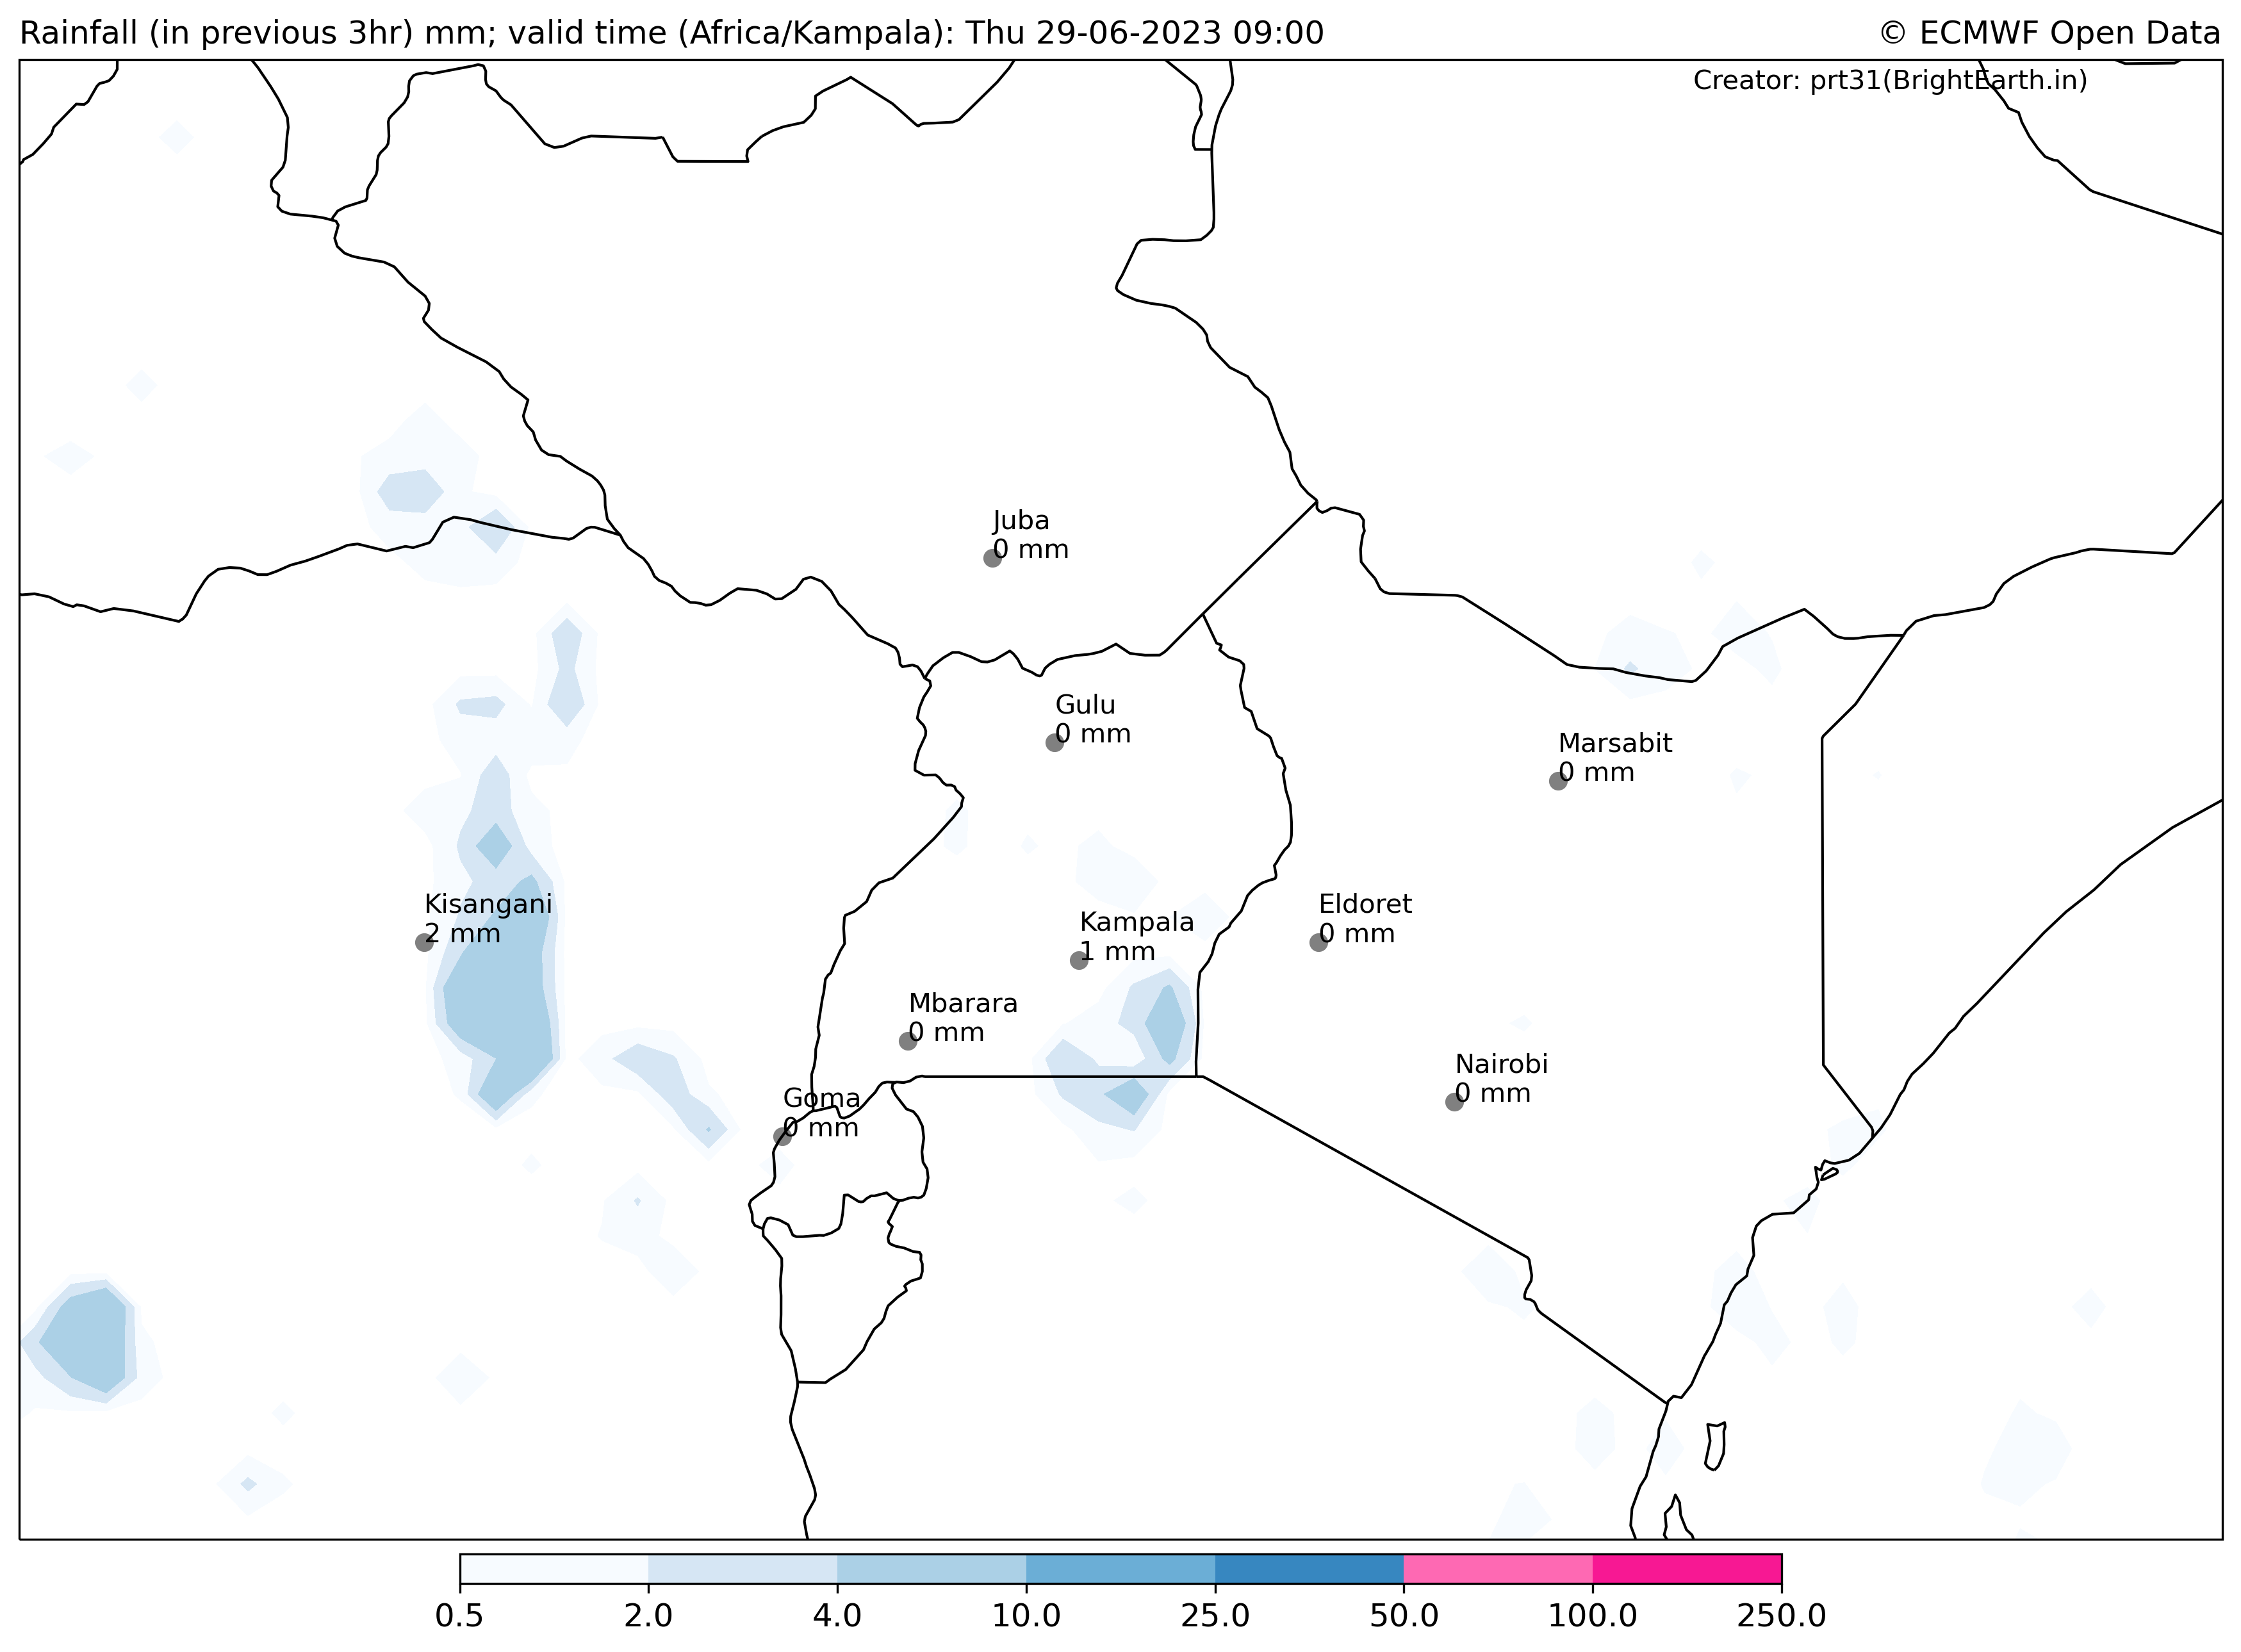 Rainfall (in previous 3hr) mm; valid time (Africa/Kampala): Thu 29-06-2023 09:00
© ECMWF Open Data
Creator: prt31(BrightEarth.in)
Juba
0 mm
Gulu
0 mm
Marsabit
0 mm
Kisangani
2 mm
Kampala
1 mm
Eldoret
0 mm
Mbarara
0 mm
Nairobi
0 mm
Goma
0 mm
0.5 2.0 4.0 10.0 25.0 50.0 100.0 250.0